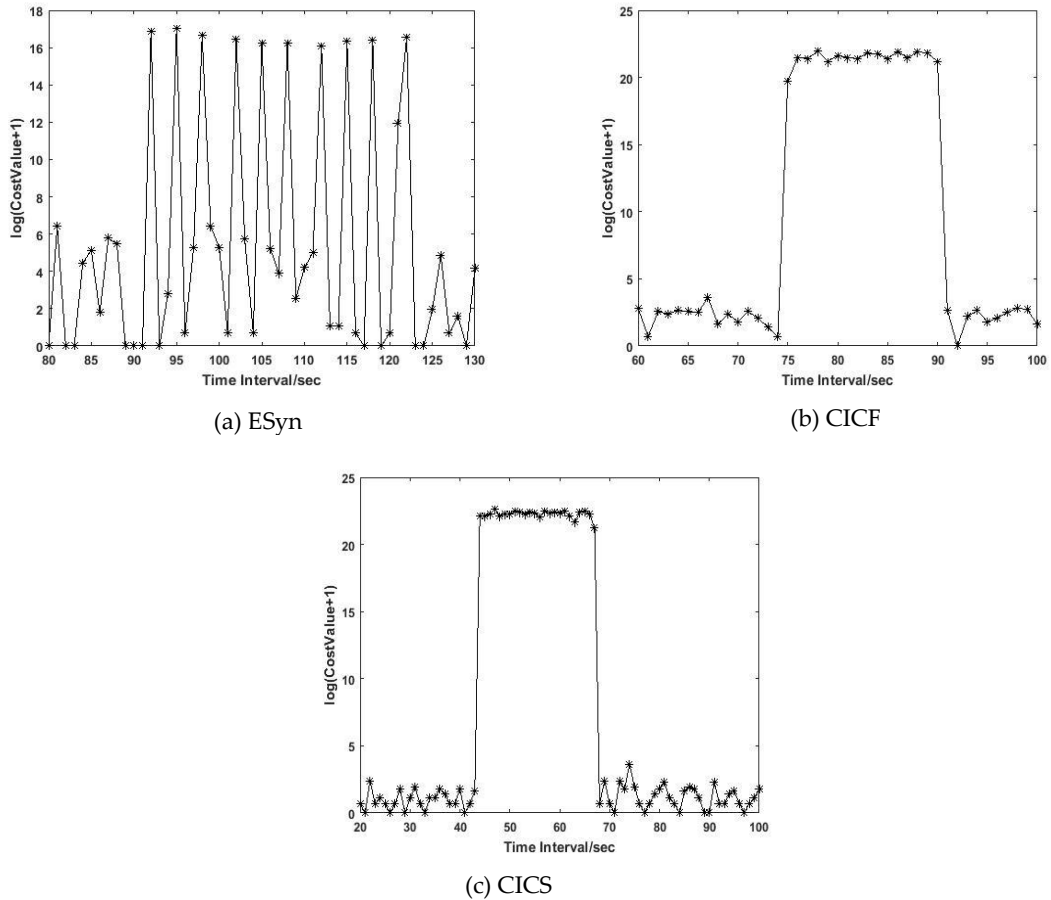 18
16
14
12
10
8
6
4
2
0
log(CostValue+1)
80 85 90 95 100 105 110 115 120 125 130
Time Interval/sec
(a) ESyn
25
20
15
10
5
0
log(CostValue+1)
60 65 70 75 80 85 90 95 100
Time Interval/sec
(b) CICF
25
20
15
10
5
0
log(CostValue+1)
20 30 40 50 60 70 80 90 100
Time Interval/sec
(c) CICS